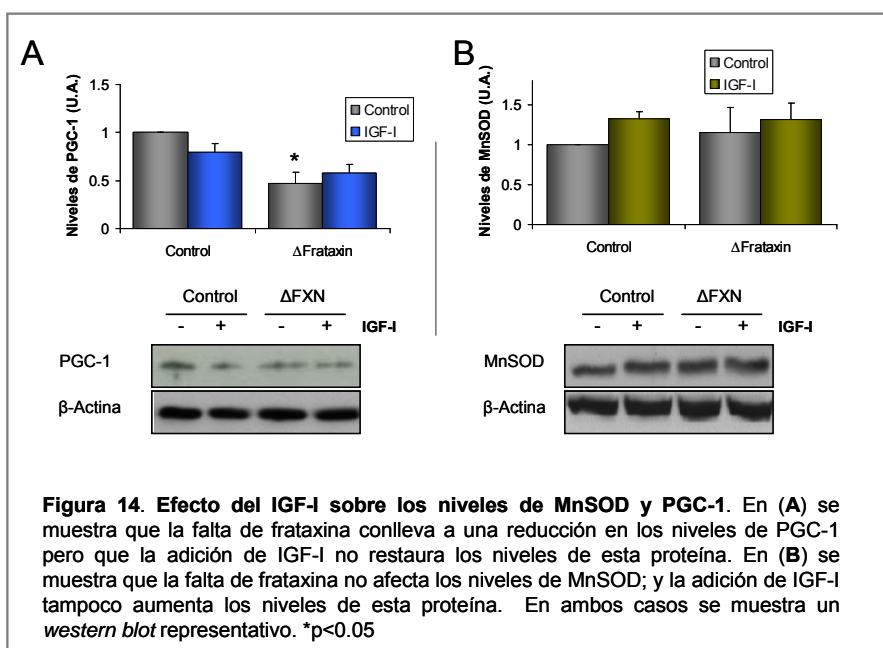 A
Niveles de PGC-1 (U.A.)
1.5
1
0.5
0
Control
IGF-I
*
Control
ΔFrataxin
Control
ΔFXN
-
+
-
+
IGF-I
PGC-1
β-Actina
B
Niveles de MnSOD (U.A.)
1.5
1
0.5
0
Control
IGF-I
Control
ΔFrataxin
Control
ΔFXN
-
+
-
+
IGF-I
MnSOD
β-Actina
Figura 14. Efecto del IGF-I sobre los niveles de MnSOD y PGC-1. En (A) se
muestra que la falta de frataxina conlleva a una reducción en los niveles de PGC-1
pero que la adición de IGF-I no restaura los niveles de esta proteína. En (B) se
muestra que la falta de frataxina no afecta los niveles de MnSOD; y la adición de IGF-I
tampoco aumenta los niveles de esta proteína. En ambos casos se muestra un
western blot representativo. *p<0.05